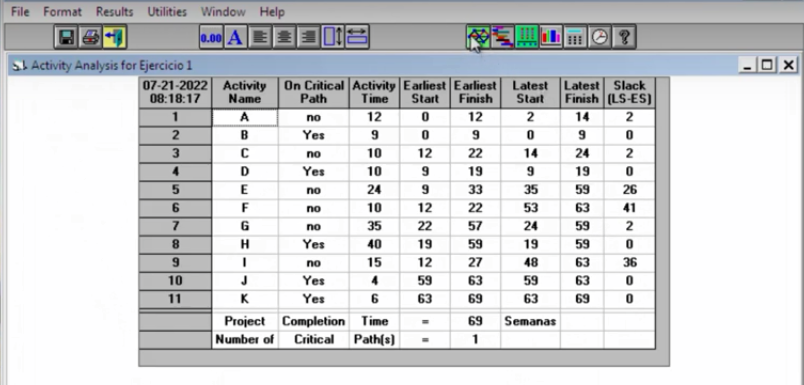 File Format Results Utilities Window Help
0.00 A
Activity Analysis for Ejercicio 1
07-21-2022 Activity On Critical Activity Earliest Earliest Latest Latest Slack
08:18:17 Name Path Time Start Finish Start Finish (LS-ES)
1 A no 12 0 12 2 14 2
2 B Yes 9 0 9 0 9 0
3 C no 10 12 22 14 24 2
4 D Yes 10 9 19 9 19 0
5 E no 24 9 33 35 59 26
6 F no 10 12 22 53 63 41
7 G no 35 22 57 24 59 2
8 H Yes 40 19 59 19 59 0
9 I no 15 12 27 48 63 36
10 J Yes 4 59 63 59 63 0
11 K Yes 6 63 69 63 69 0
Project Completion Time = 69 Semanas
Number of Critical Path(s) = 1